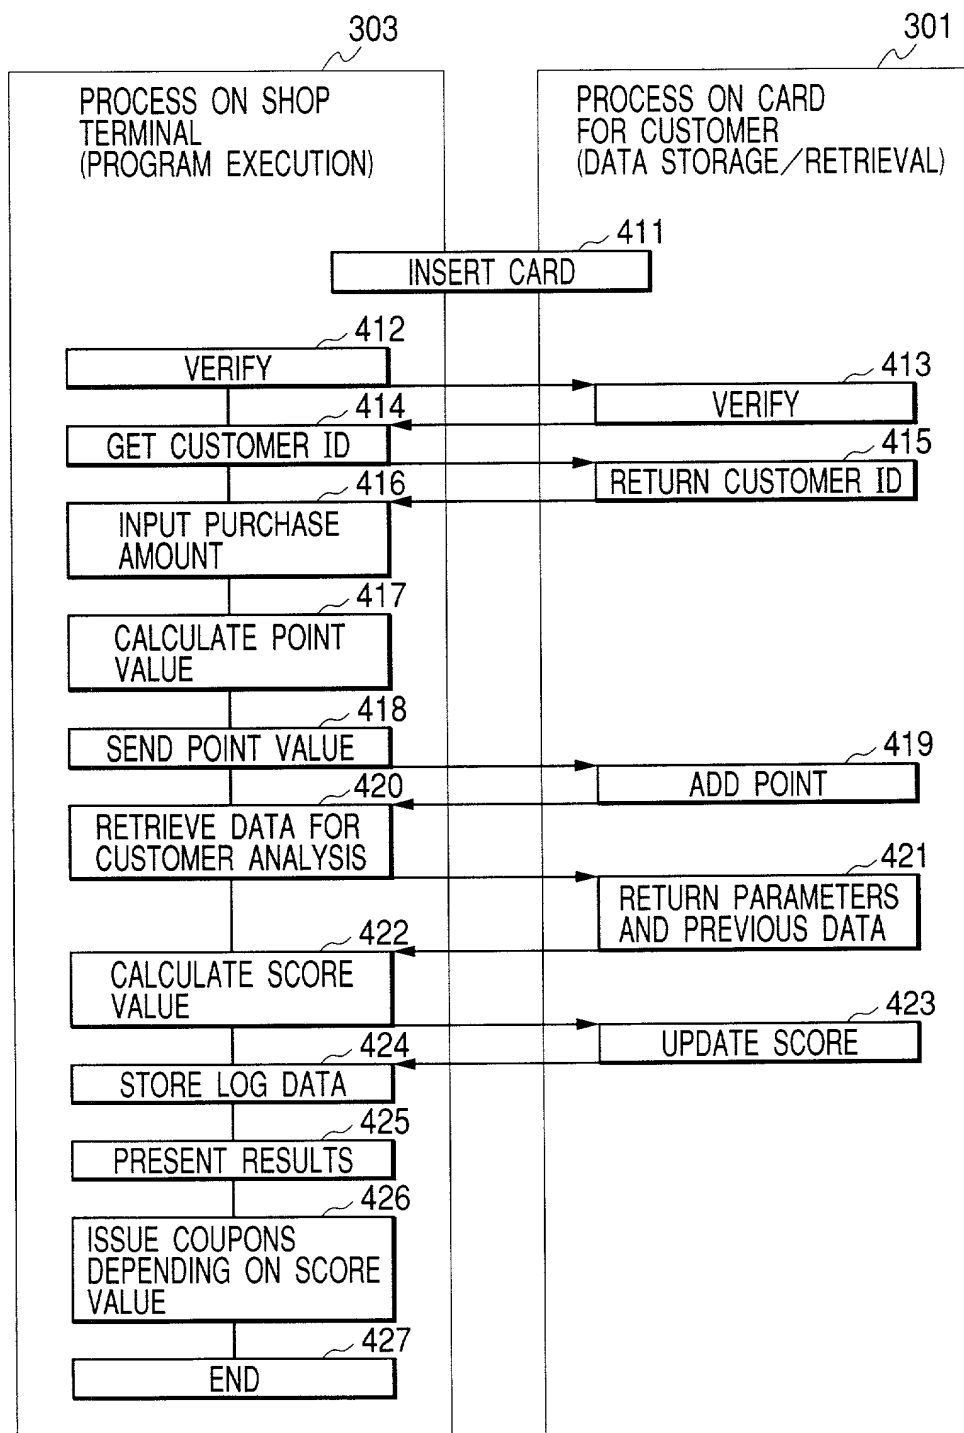 303
301
PROCESS ON SHOP
TERMINAL
(PROGRAM EXECUTION)
PROCESS ON CARD
FOR CUSTOMER
(DATA STORAGE/RETRIEVAL)
411
INSERT CARD
412
VERIFY
413
VERIFY
414
GET CUSTOMER ID
415
RETURN CUSTOMER ID
416
INPUT PURCHASE
AMOUNT
417
CALCULATE POINT
VALUE
418
SEND POINT VALUE
419
ADD POINT
420
RETRIEVE DATA FOR
CUSTOMER ANALYSIS
421
RETURN PARAMETERS
AND PREVIOUS DATA
422
CALCULATE SCORE
VALUE
423
UPDATE SCORE
424
STORE LOG DATA
425
PRESENT RESULTS
426
ISSUE COUPONS
DEPENDING ON SCORE
VALUE
427
END